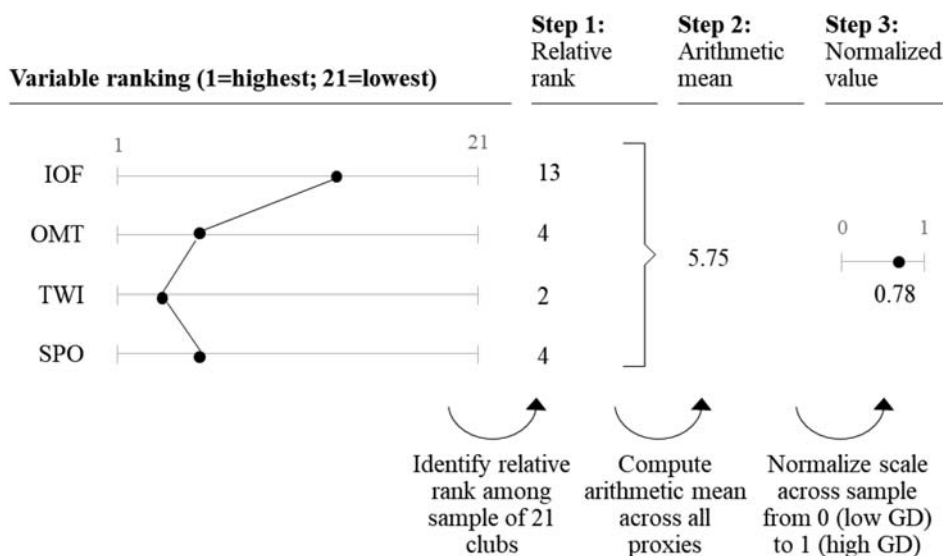 Step 1:
Relative
rank
Step 2:
Arithmetic
mean
Step 3:
Normalized
value
Variable ranking (1=highest; 21=lowest)
1
21
IOF
13
OMT
4
5.75
0
1
0.78
TWI
2
SPO
4
Identify relative
rank among
sample of 21
clubs
Compute
arithmetic mean
across all
proxies
Normalize scale
across sample
from 0 (low GD)
to 1 (high GD)